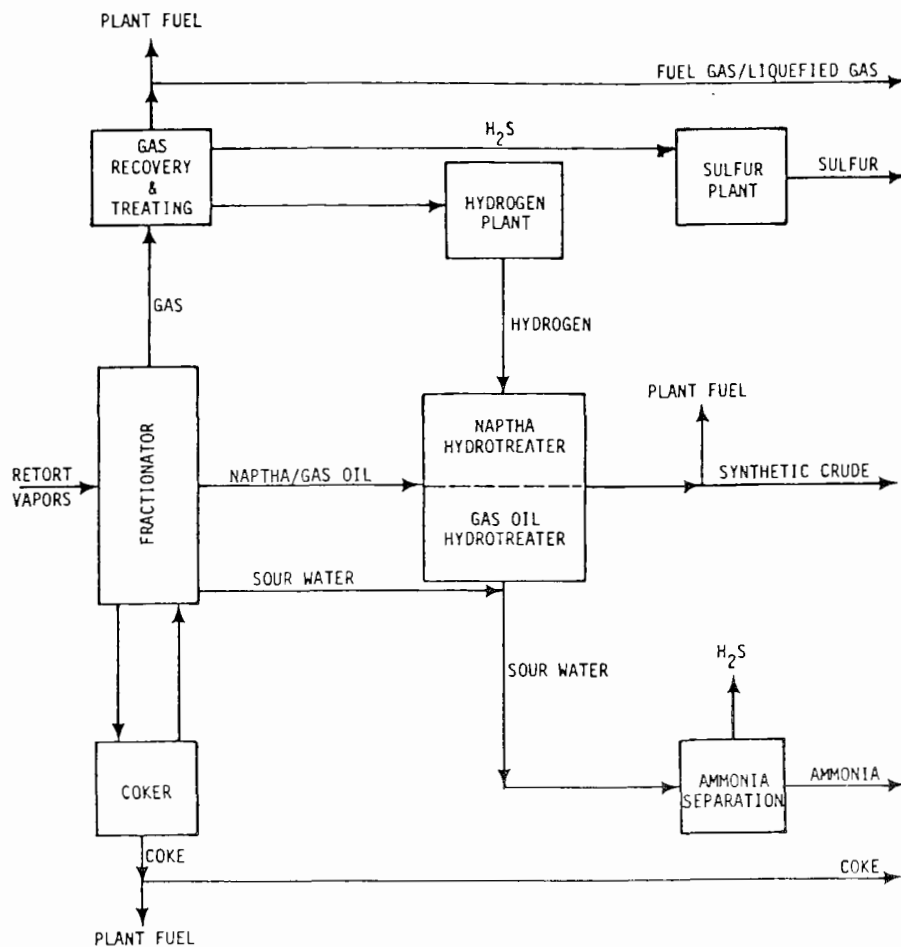 PLANT FUEL
FUEL GAS/LIQUEFIED GAS
H2S
GAS
RECOVERY
&
TREATING
HYDROGEN
PLANT
SULFUR
PLANT
SULFUR
GAS
HYDROGEN
PLANT FUEL
RETORT
VAPORS
FRACTIONATOR
NAPTHA/GAS OIL
NAPTHA
HYDROTREATER
GAS OIL
HYDROTREATER
SYNTHETIC CRUDE
SOUR WATER
SOUR WATER
H2S
COKER
AMMONIA
SEPARATION
AMMONIA
COKE
COKE
PLANT FUEL